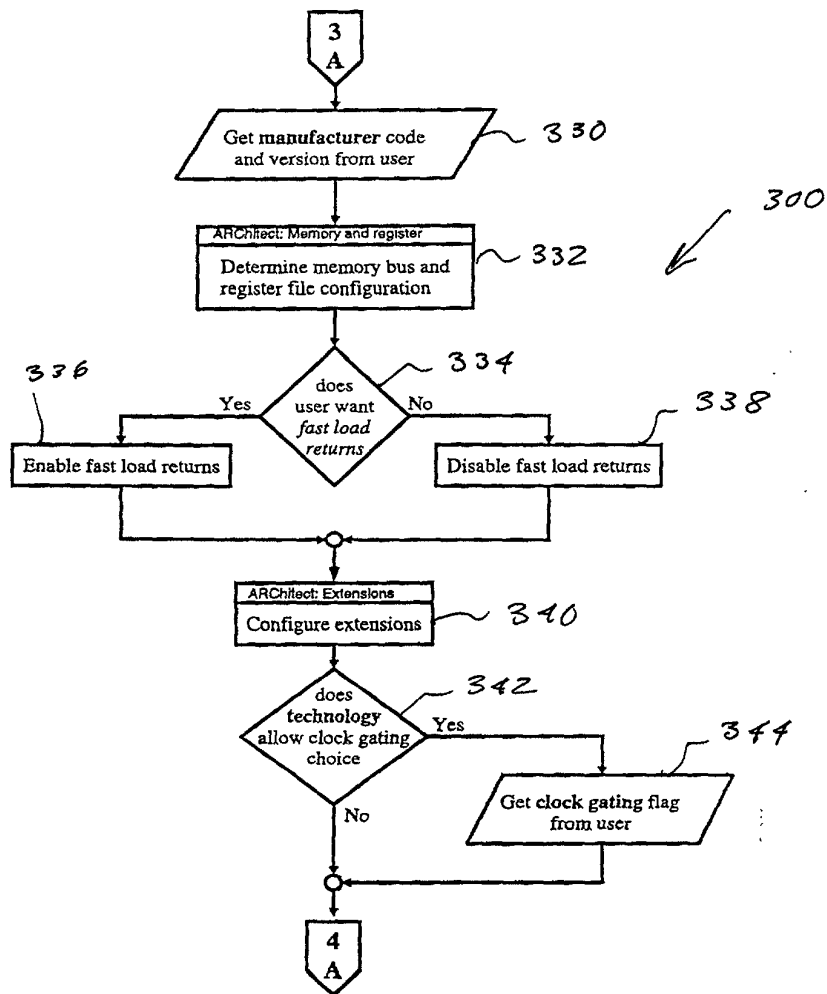 3
A
Get manufacturer code
and version from user
330
300
ARChitect: Memory and register
Determine memory bus and
register file configuration
332
334
does
user want
fast load
returns
Yes
No
336
338
Enable fast load returns
Disable fast load returns
ARChitect: Extensions
Configure extensions
340
342
does
technology
allow clock gating
choice
Yes
No
344
Get clock gating flag
from user
4
A